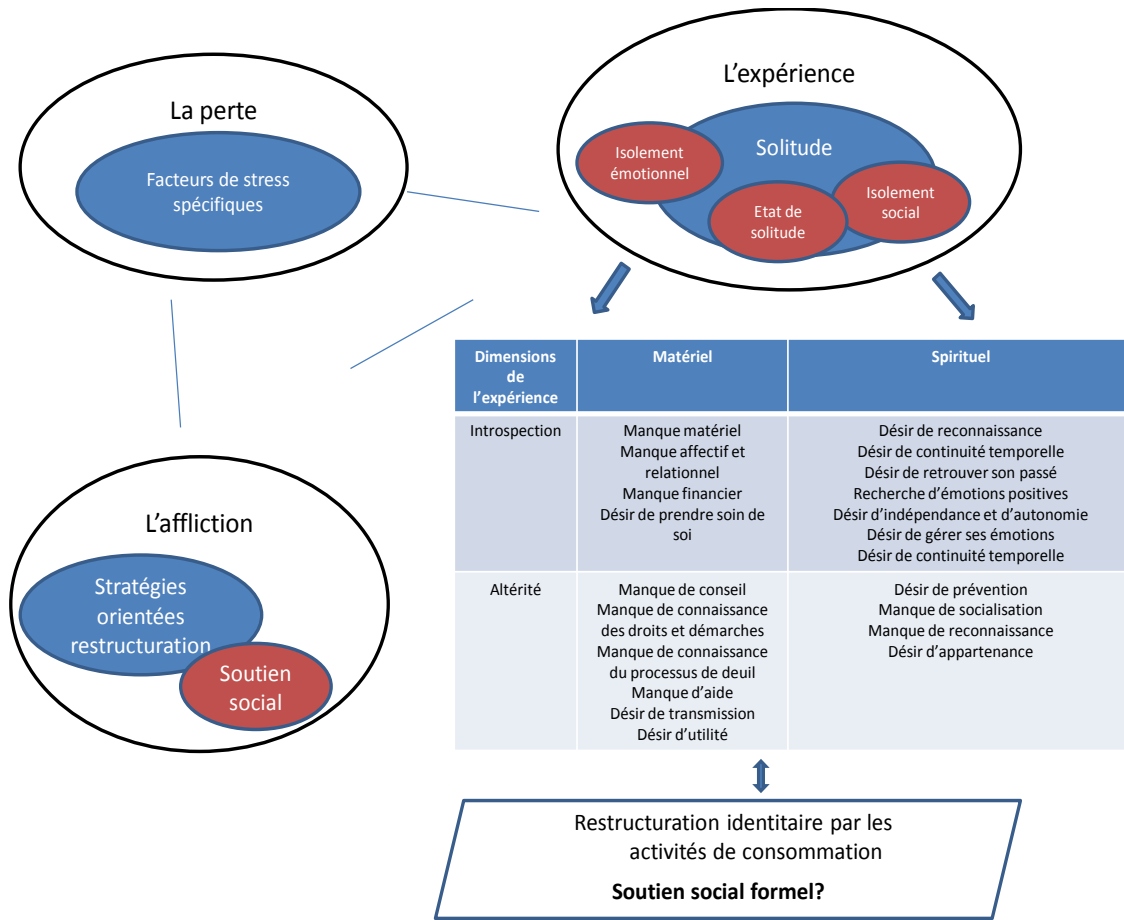 La perte
Facteurs de stress
spécifiques
L'expérience
Solitude
Isolement
émotionnel
Etat de
solitude
Isolement
social
L'affliction
Stratégies
orientées
restructuration
Soutien
social
Dimensions
de
l'expérience
Matériel
Spirituel
Introspection
Manque matériel
Manque affectif et
relationnel
Manque financier
Désir de prendre soin de
soi
Désir de reconnaissance
Désir de continuité temporelle
Désir de retrouver son passé
Recherche d'émotions positives
Désir d'indépendance et d'autonomie
Désir de gérer ses émotions
Désir de continuité temporelle
Altérité
Manque de conseil
Manque de connaissance
des droits et démarches
Manque de connaissance
du processus de deuil
Manque d'aide
Désir de transmission
Désir d'utilité
Désir de prévention
Manque de socialisation
Manque de reconnaissance
Désir d'appartenance
Restructuration identitaire par les
activités de consommation
Soutien social formel?